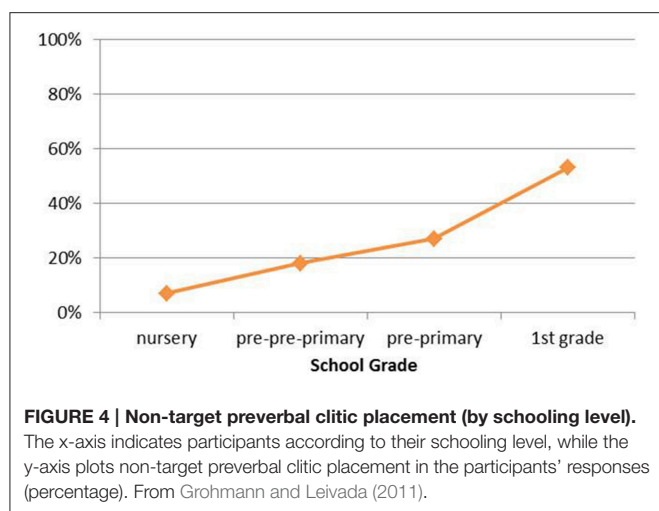 100%
80%
60%
40%
20%
0%
nursery pre-pre-primary pre-primary 1st grade
School Grade
FIGURE 4 | Non-target preverbal clitic placement (by schooling level).
The x-axis indicates participants according to their schooling level, while the
y-axis plots non-target preverbal clitic placement in the participants' responses
(percentage). From Grohmann and Leivada (2011).